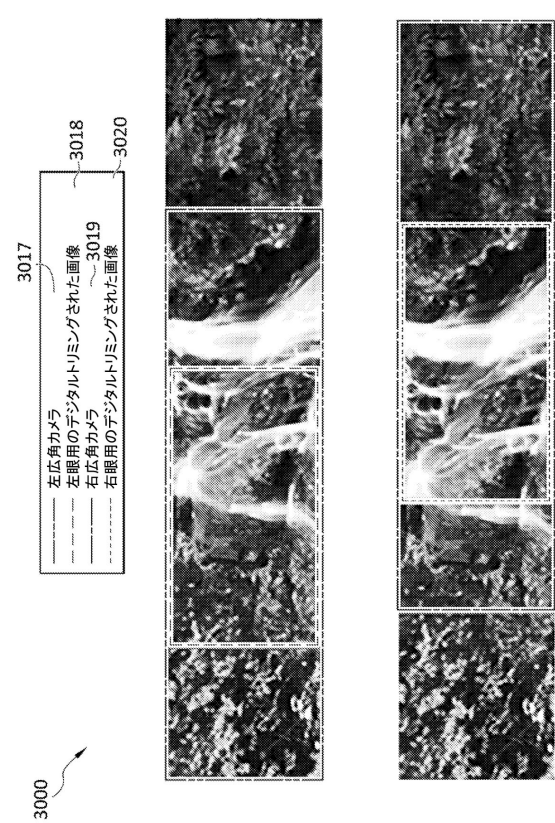 3000
3017
左広角カメラ
左眼用のデジタルトリミングされた画像
3018
右広角カメラ
3019
右眼用のデジタルトリミングされた画像
3020